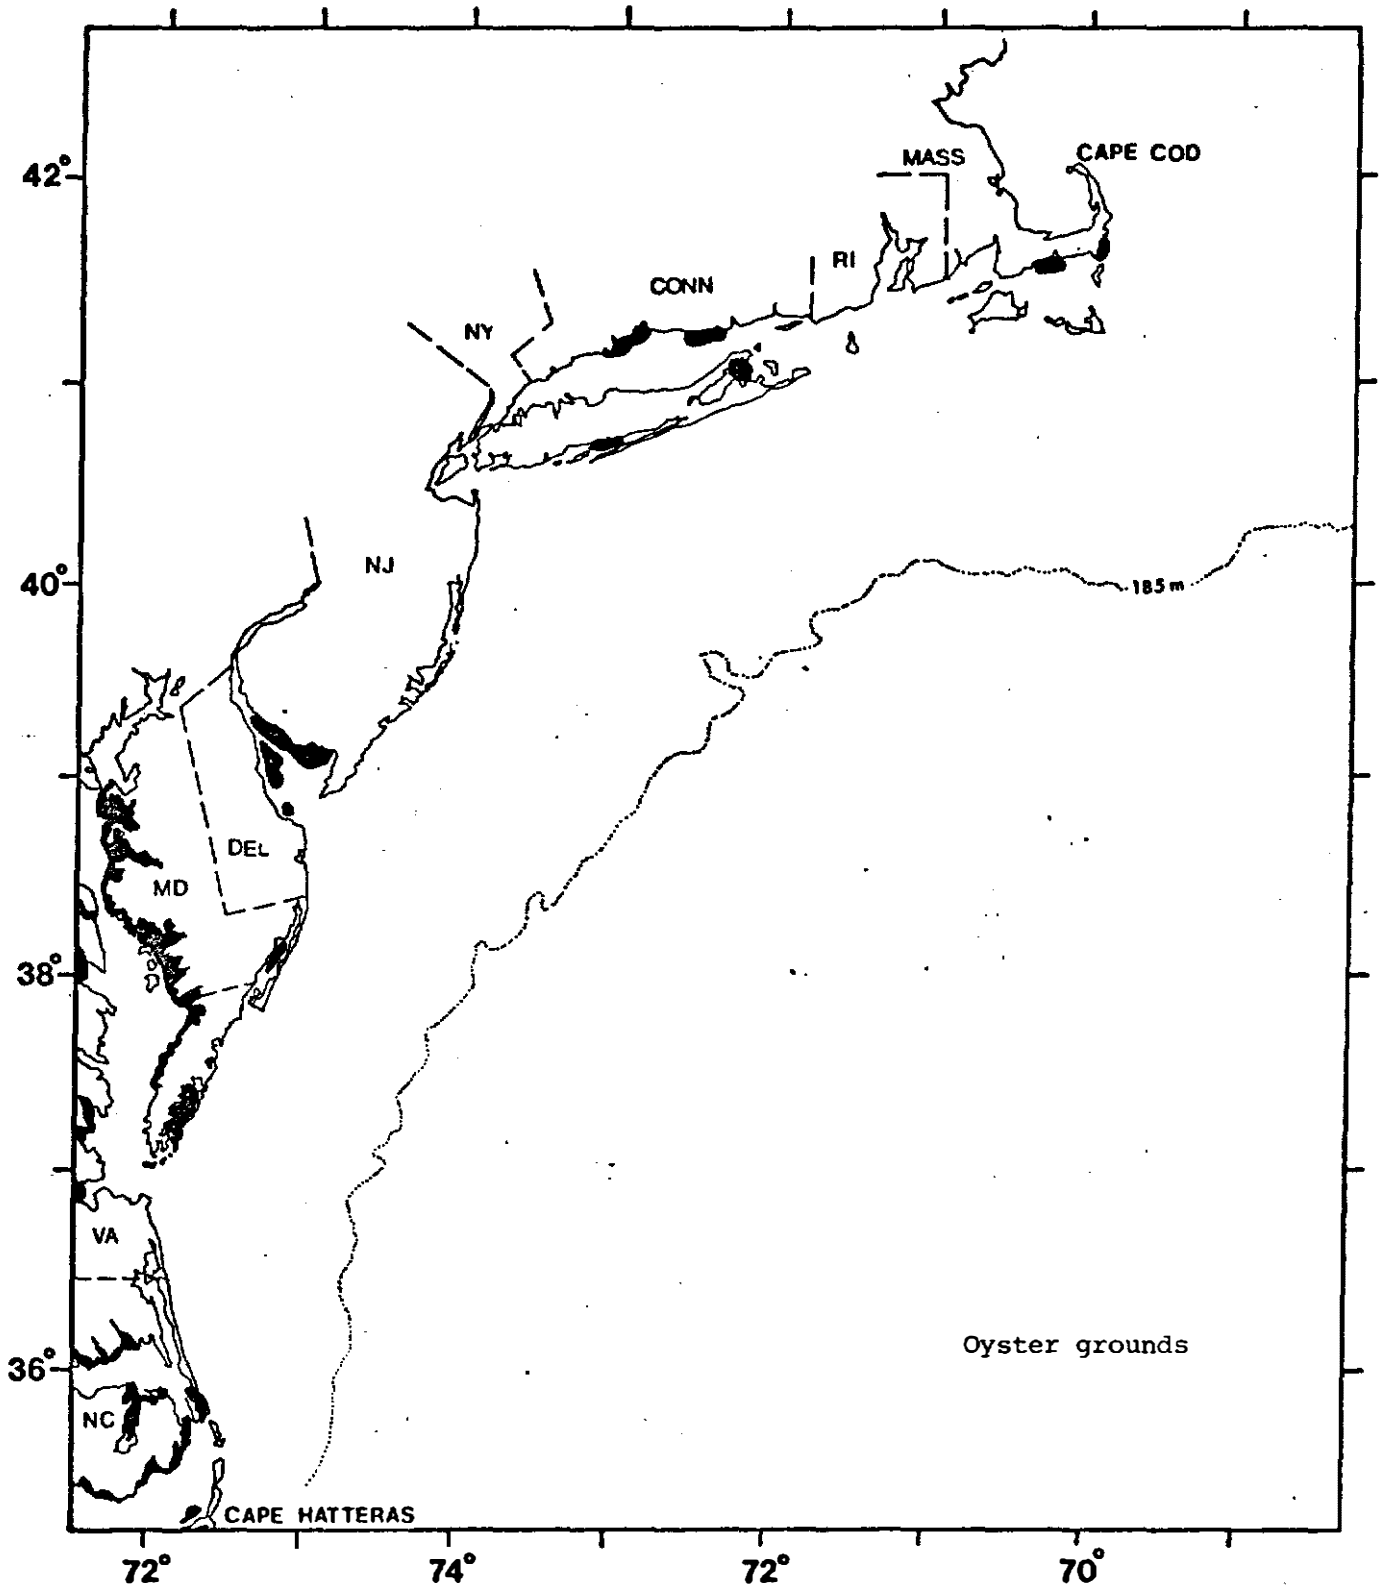 MASS
CAPE COD
42°
RI
CONN
NY
NJ
40°
185m
DEL
MD
38°
VA
Oyster grounds
36°
NC
CAPE HATTERAS
72°
74°
72°
70°